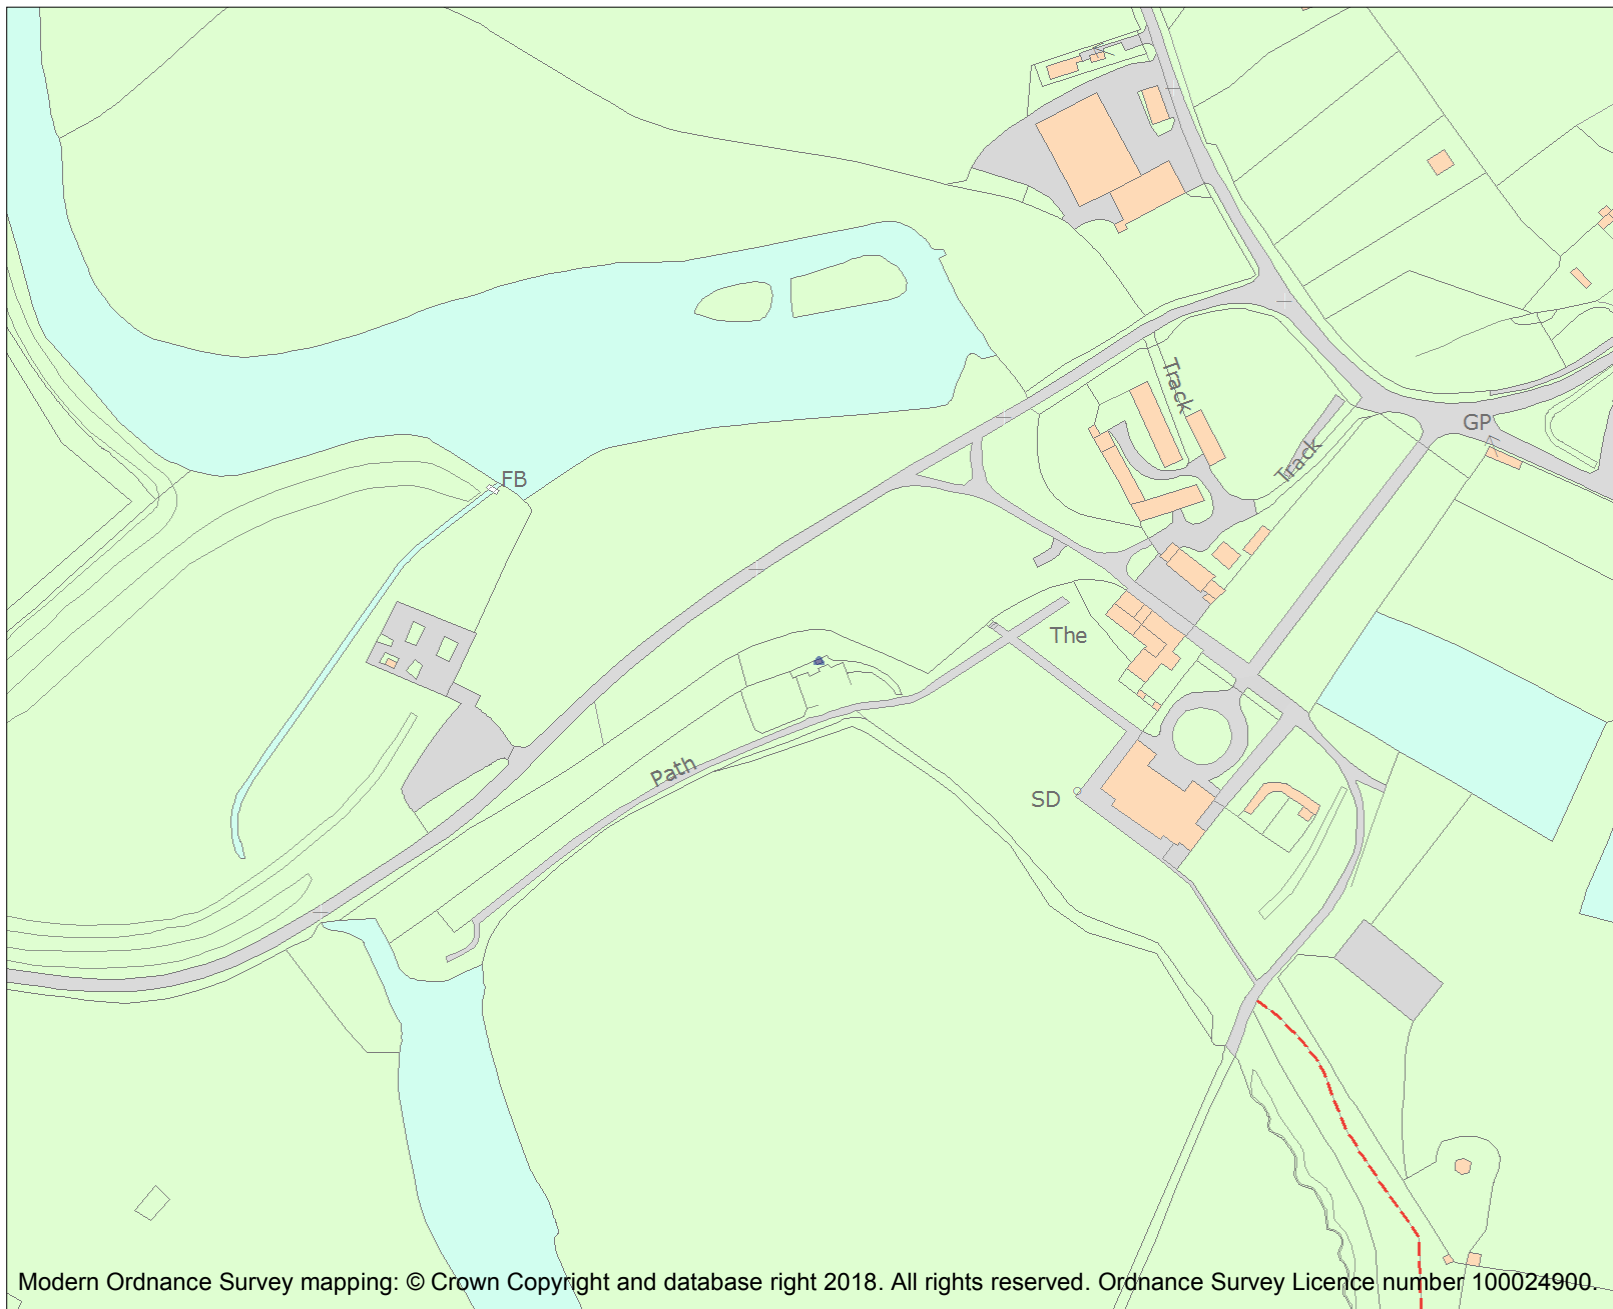 Track
GP
Track
FB
The
Path
SD
Modern Ordnance Survey mapping: © Crown Copyright and database right 2018. All rights reserved. Ordnance Survey Licence number 100024900.